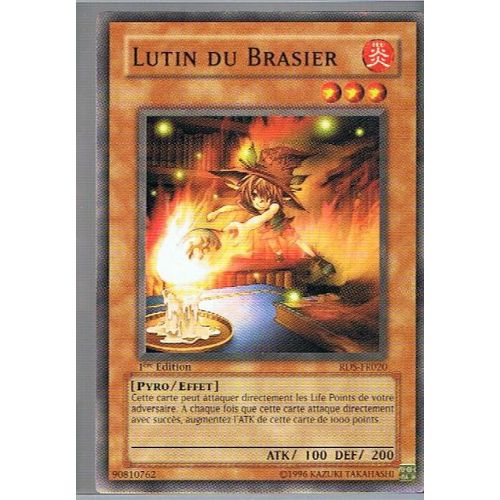 Lutin du Brasier
炎
1ère Édition
RDS-FR020
[Pyro/Effet]
Cette carte peut attaquer directement les Life Points de votre
adversaire. A chaque fois que cette carte attaque directement
avec succès, augmentez l'ATK de cette carte de 1000 points.
ATK/ 100 DEF/ 200
90810762
©1996 KAZUKI TAKAHASHI